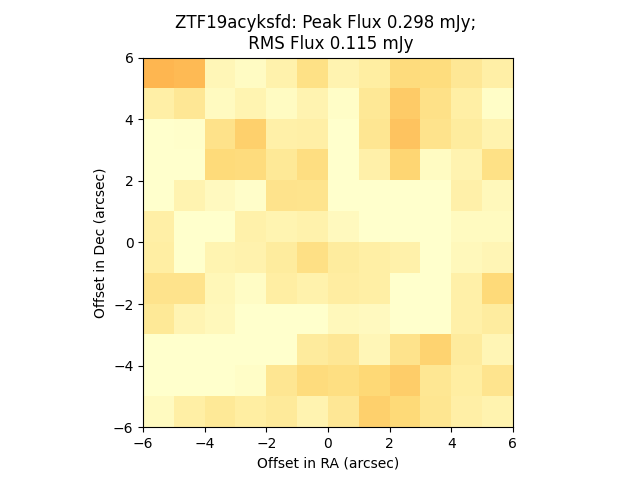 ZTF19acyksfd: Peak Flux 0.298 mJy;
RMS Flux 0.115 mJy
6
4
2
0
−2
−4
−6
Offset in Dec (arcsec)
−6 −4 −2 0 2 4 6
Offset in RA (arcsec)